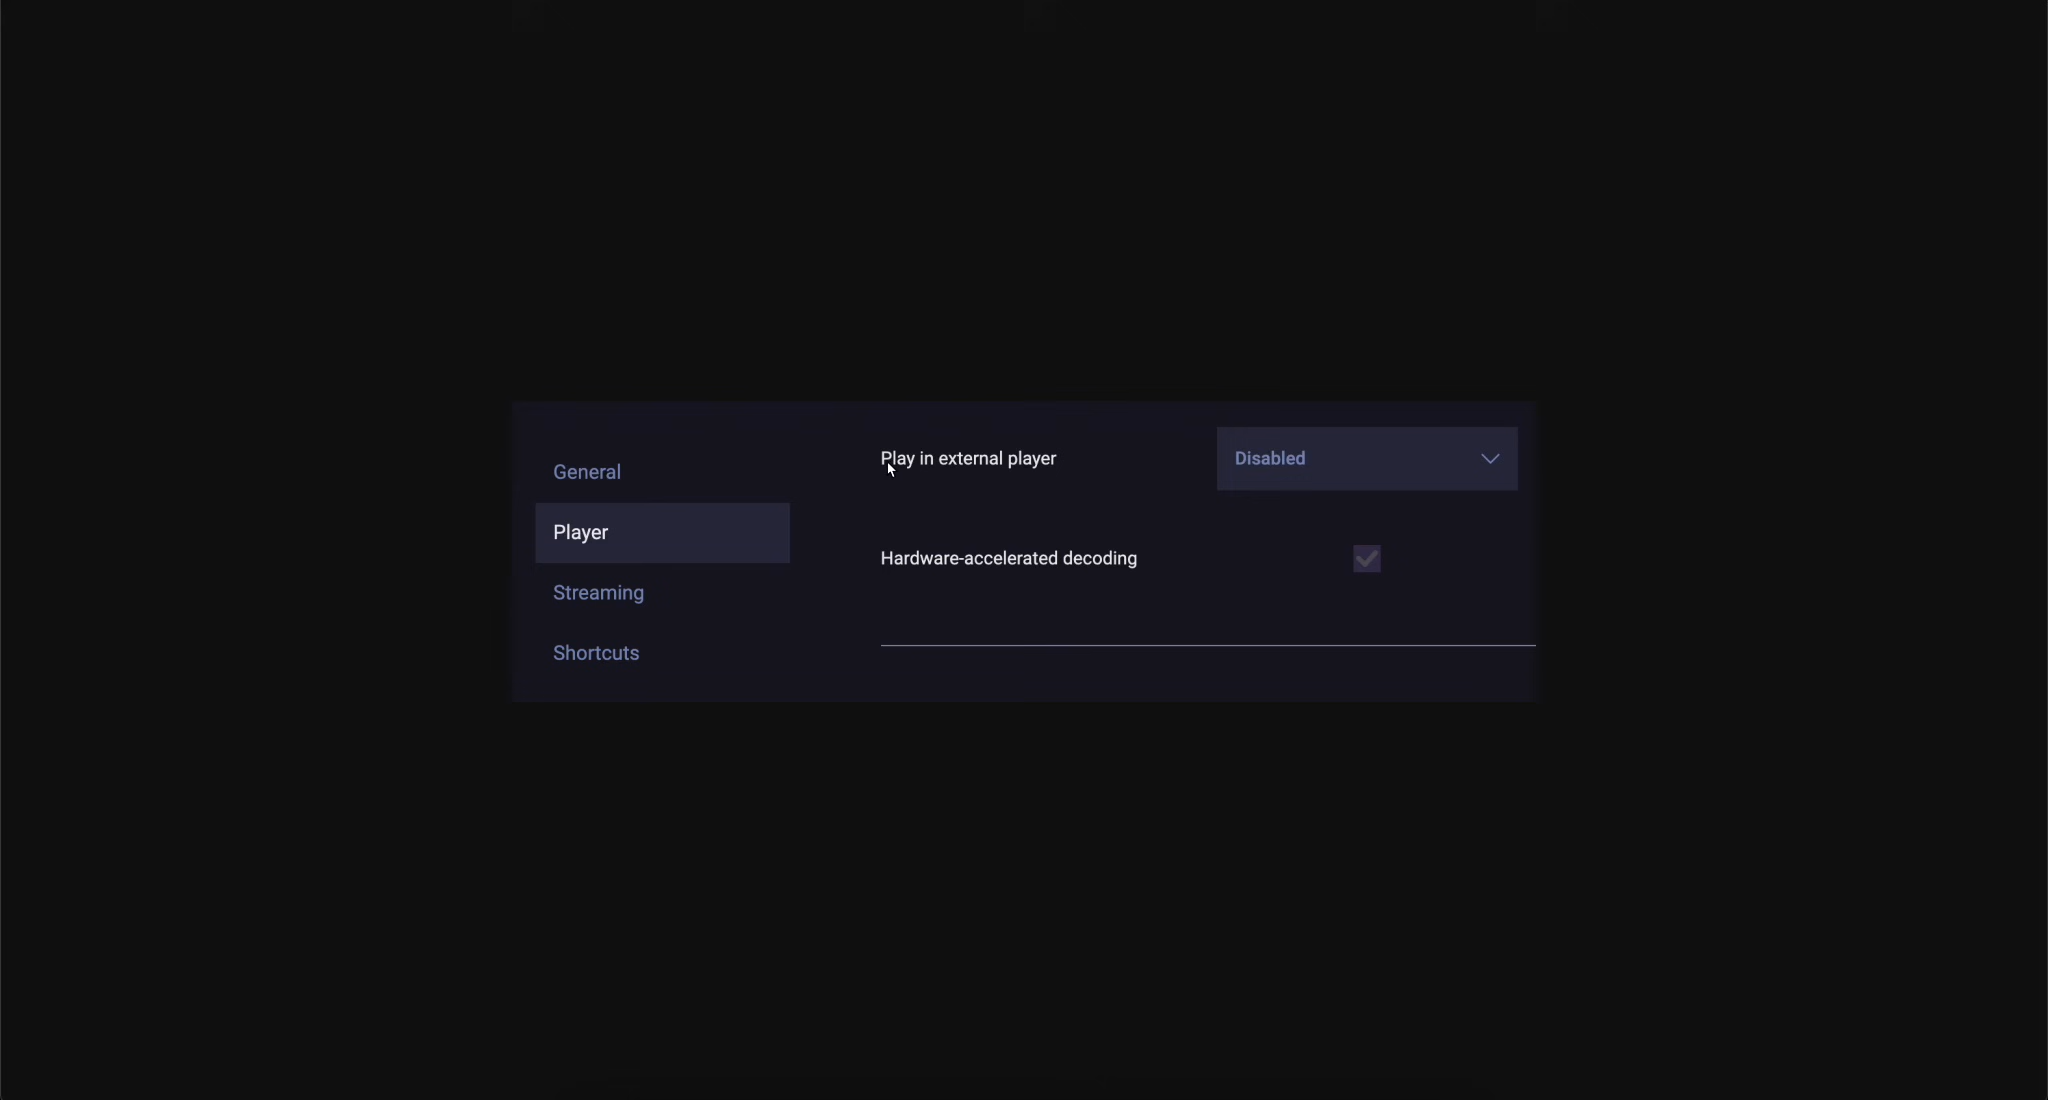 General
Player
Streaming
Shortcuts
Play in external player
Disabled
Hardware-accelerated decoding